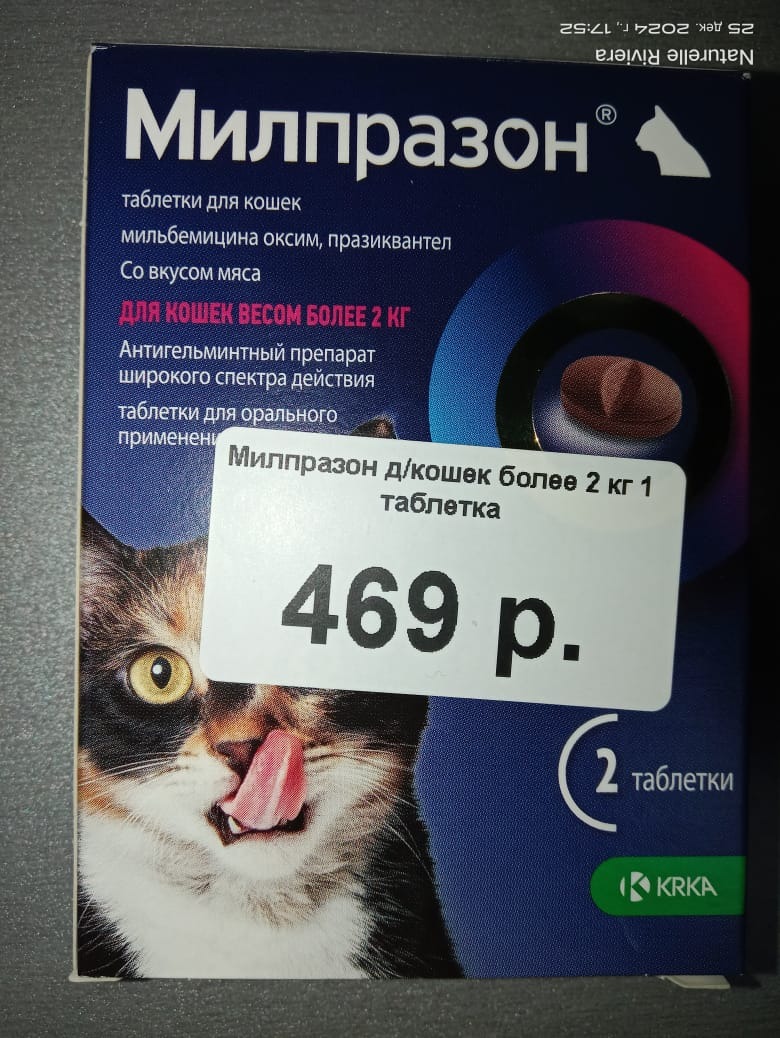 25 дек. 2024 г., 17:52
Naturelle Riviera
Милпразон®
таблетки для кошек
мильбемицина оксим, празиквантел
Со вкусом мяса
ДЛЯ КОШЕК ВЕСОМ БОЛЕЕ 2 КГ
Антигельминтный препарат
широкого спектра действия
таблетки для орального
применени
Милпразон д/кошек более 2 кг 1
таблетка
469 р.
2 таблетки
KRKA